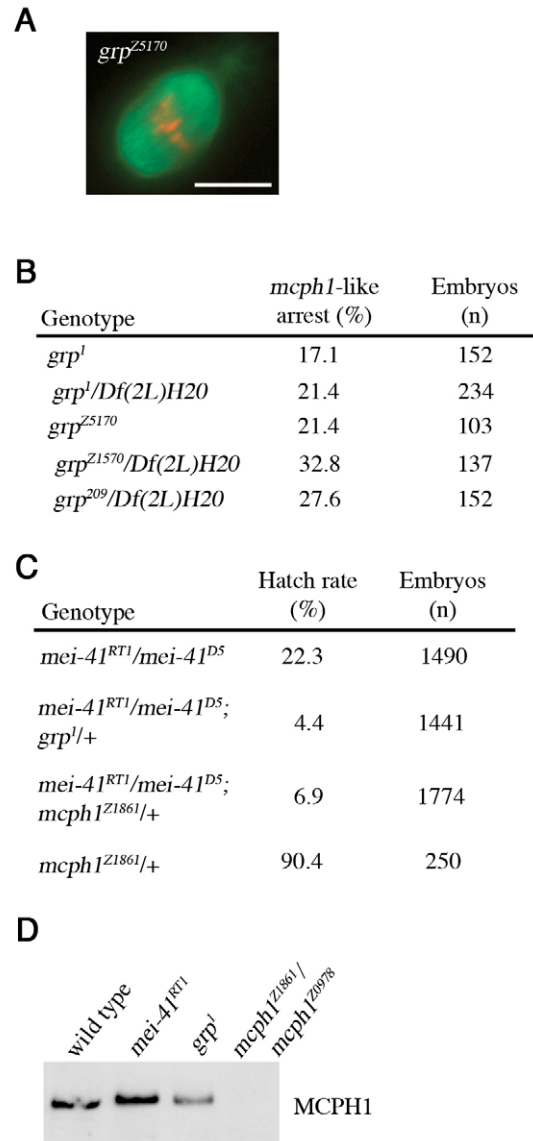 A
grpZ5170
B
Genotype mcph1-like arrest (%) Embryos (n)
grp1 17.1 152
grp1/Df(2L)H20 21.4 234
grpZ5170 21.4 103
grpZ1570/Df(2L)H20 32.8 137
grp209/Df(2L)H20 27.6 152
C
Genotype Hatch rate (%) Embryos (n)
mei-41RT1/mei-41D5 22.3 1490
mei-41RT1/mei-41D5;
grp1/+ 4.4 1441
mei-41RT1/mei-41D5;
mcph1Z1861/+ 6.9 1774
mcph1Z1861/+ 90.4 250
D
wild type
mei-41RT1
grp1
mcph1Z1861/
mcph1Z0978
MCPH1